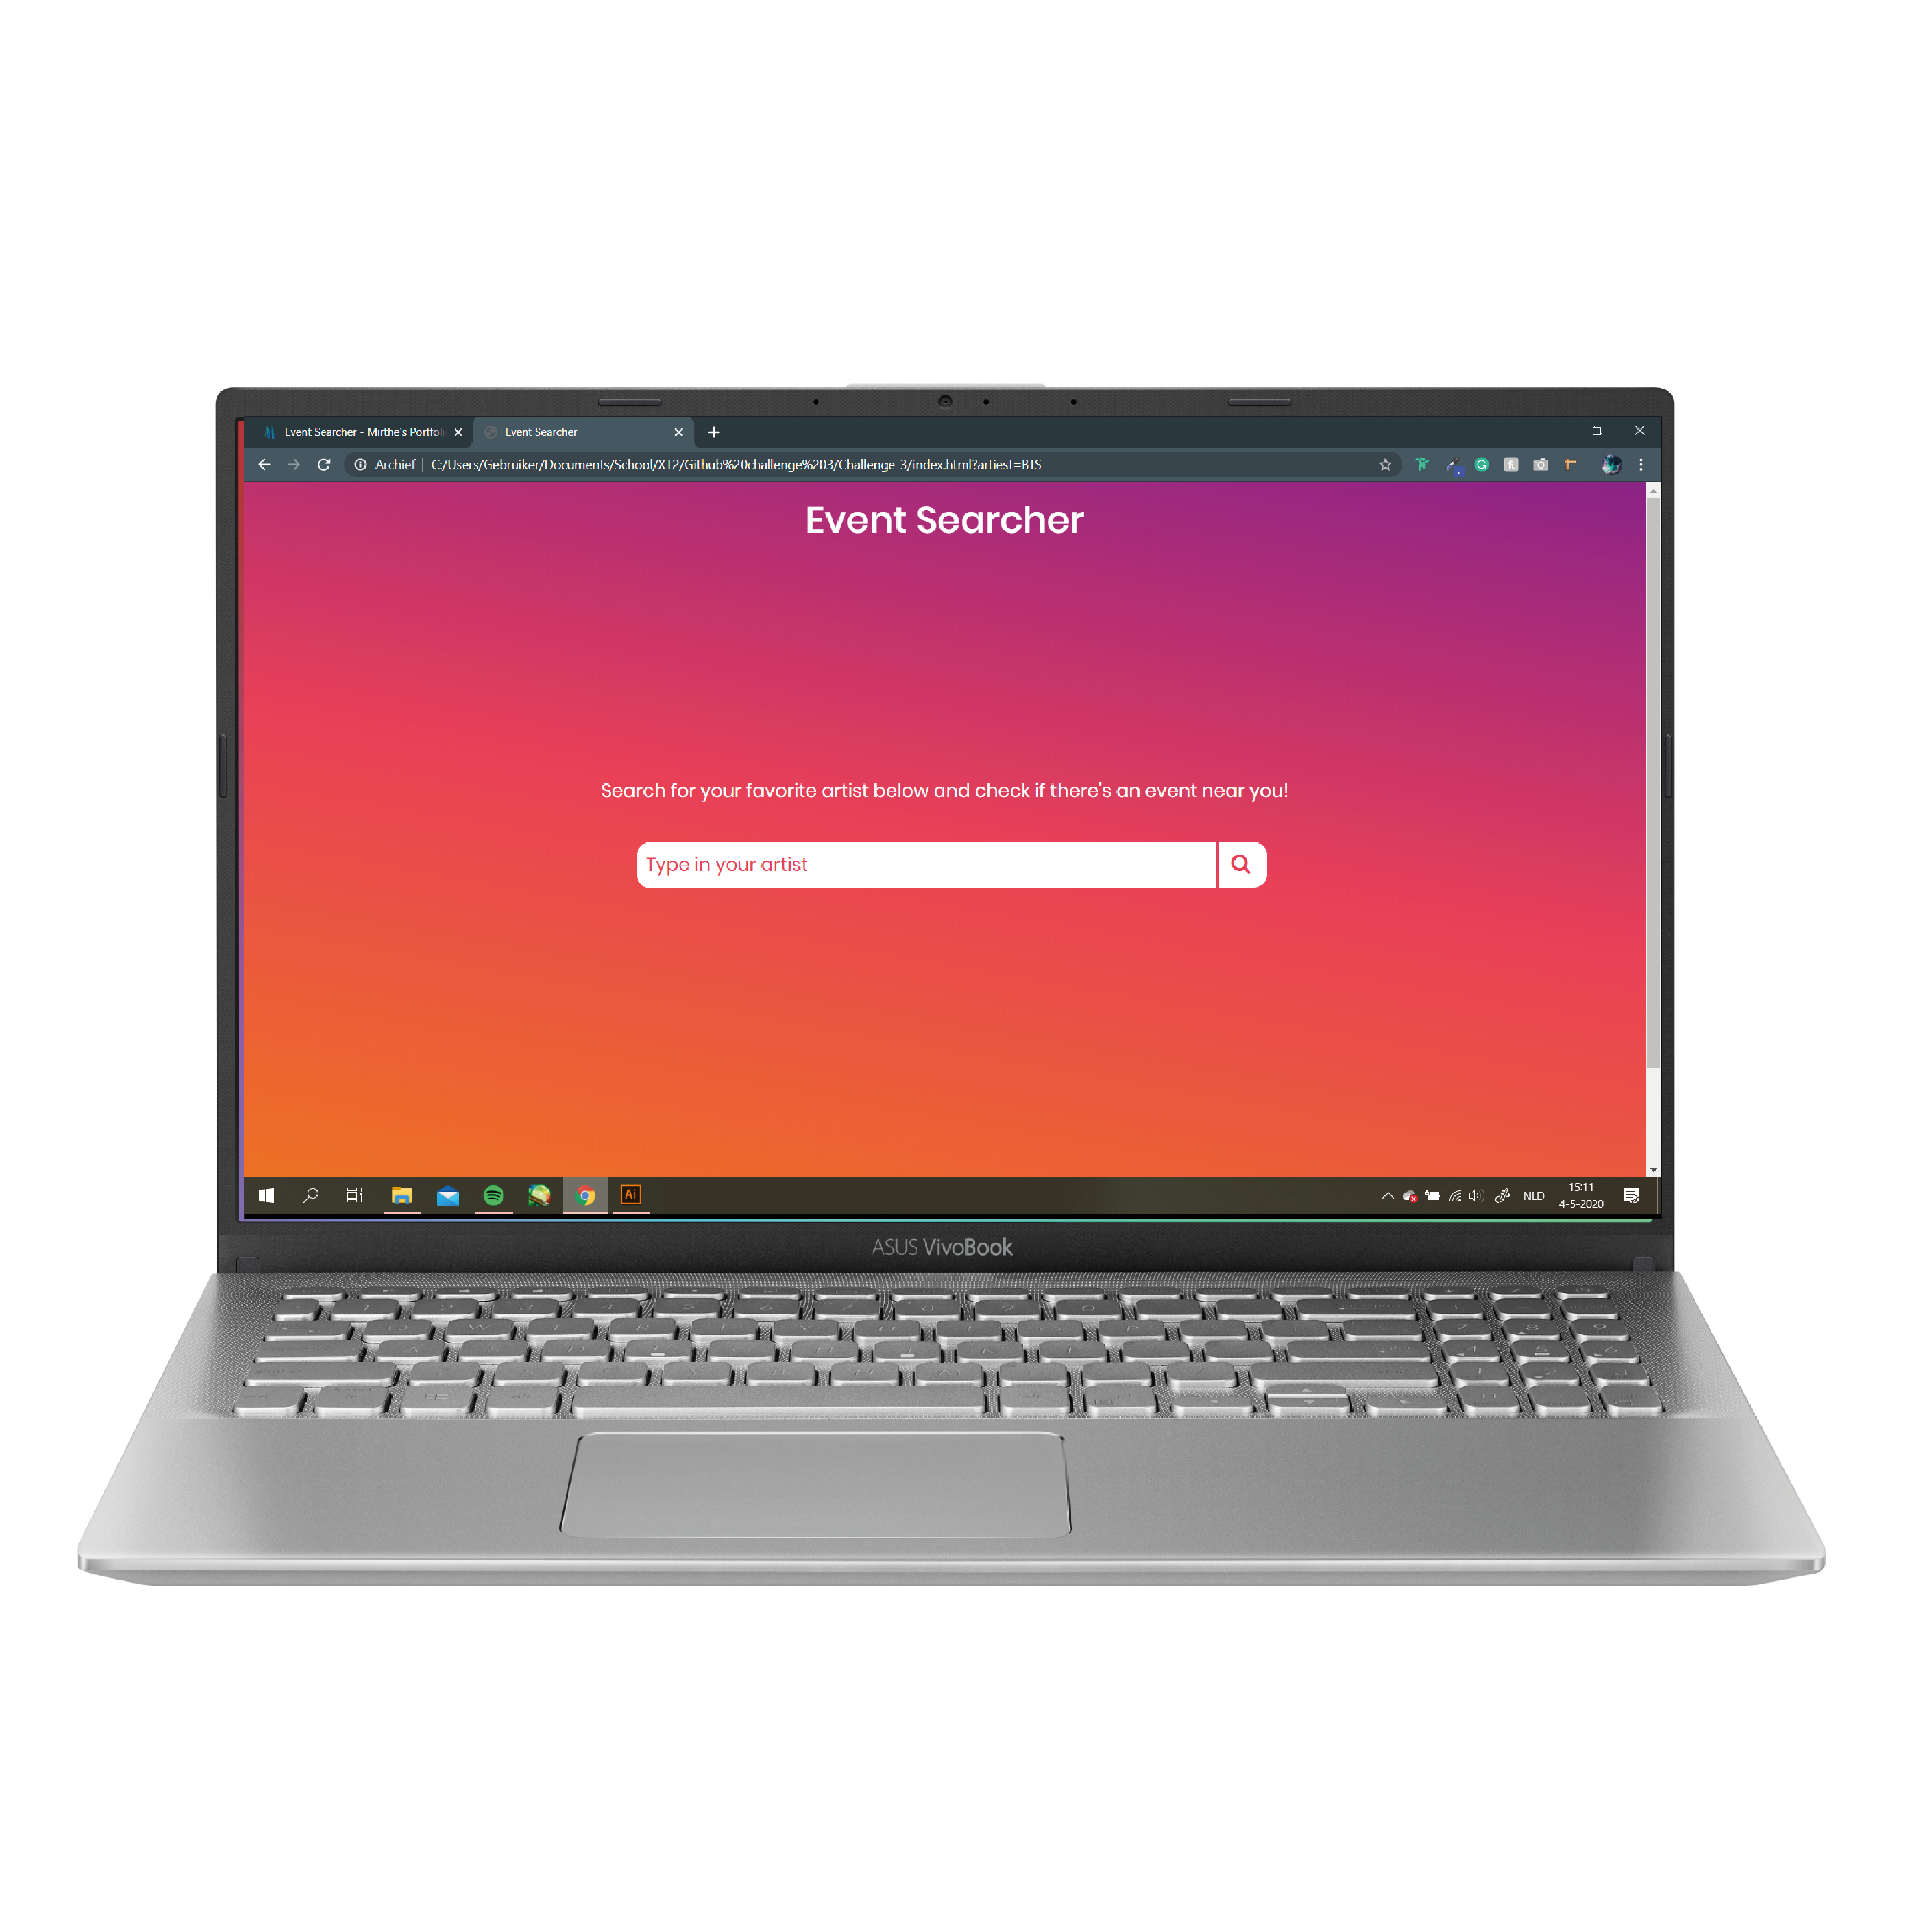 Event Searcher - Mirthe's Portfoli
Event Searcher
Archief
C:/Users/Gebruiker/Documents/School/XT2/Github%20challenge%203/Challenge-3/index.html?artiest=BTS
Event Searcher
Search for your favorite artist below and check if there's an event near you!
Type in your artist
Ai
NLD
15:11
4-5-2020
ASUS VivoBook